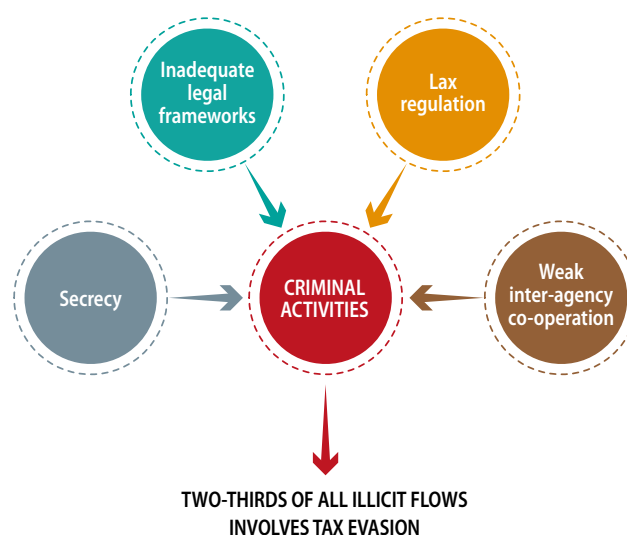 Inadequate
legal
frameworks
Lax
regulation
Secrecy
CRIMINAL
ACTIVITIES
Weak
inter-agency
co-operation
TWO-THIRDS OF ALL ILLICIT FLOWS
INVOLVES TAX EVASION